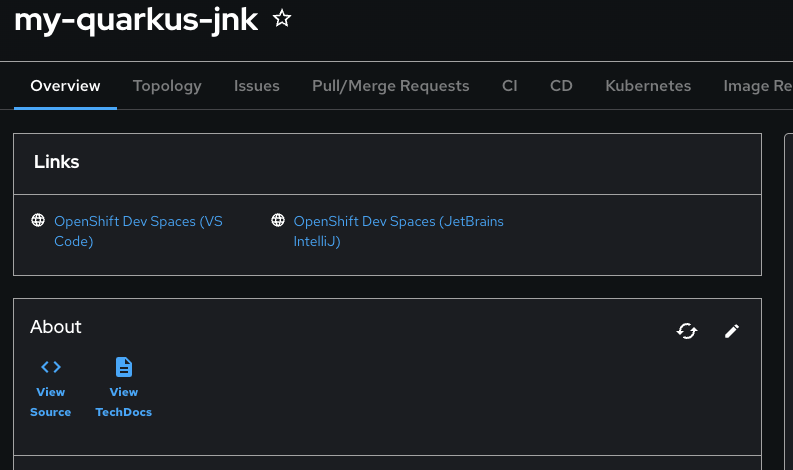 my-quarkus-jnk
Overview Topology Issues Pull/Merge Requests CI CD Kubernetes Image Re
Links
OpenShift Dev Spaces (VS
Code)
OpenShift Dev Spaces (JetBrains
IntelliJ)
About
View
Source
View
TechDocs